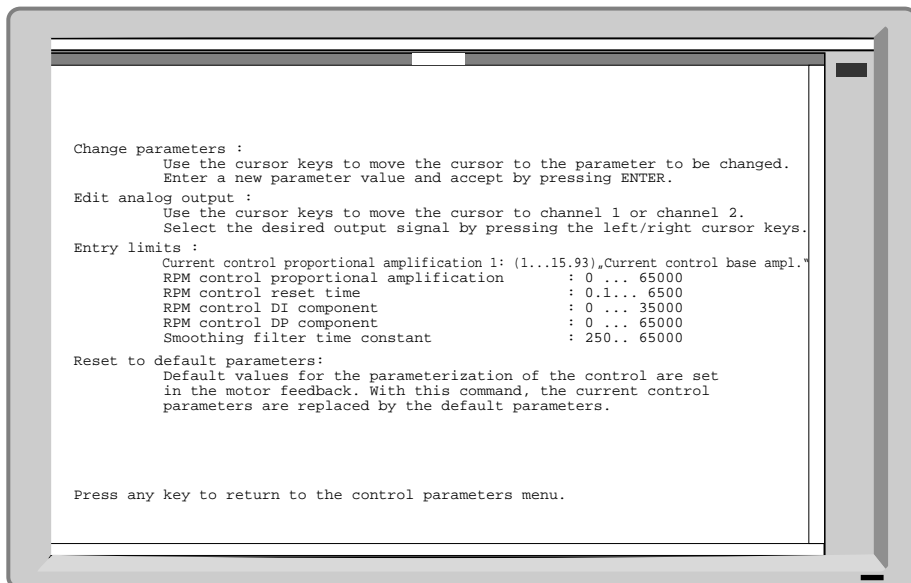 Change parameters :
Use the cursor keys to move the cursor to the parameter to be changed.
Enter a new parameter value and accept by pressing ENTER.
Edit analog output :
Use the cursor keys to move the cursor to channel 1 or channel 2.
Select the desired output signal by pressing the left/right cursor keys.
Entry limits :
Current control proportional amplification 1: (1...15.93)„Current control base ampl.“
RPM control proportional amplification : 0 ... 65000
RPM control reset time : 0.1... 6500
RPM control DI component : 0 ... 35000
RPM control DP component : 0 ... 65000
Smoothing filter time constant : 250.. 65000
Reset to default parameters:
Default values for the parameterization of the control are set
in the motor feedback. With this command, the current control
parameters are replaced by the default parameters.
Press any key to return to the control parameters menu.